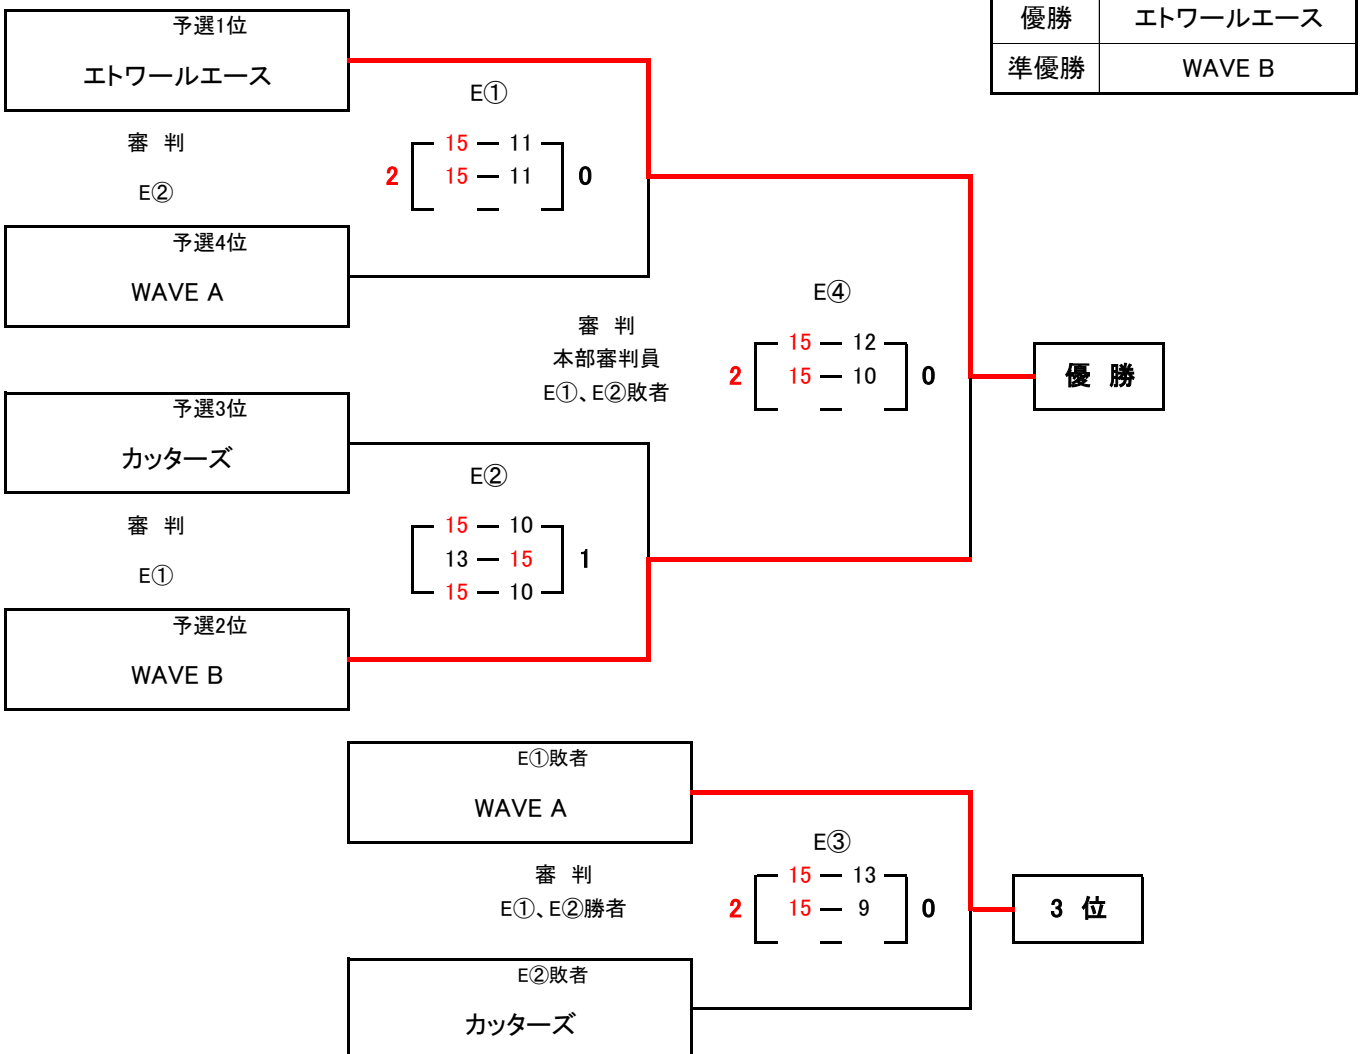 予選1位
エトワールエース
優勝 エトワールエース
準優勝 WAVE B
E①
審 判
E②
15 — 11
2 15 — 11 0
—
予選4位
WAVE A
E④
審 判
本部審判員
E①、E②敗者
15 — 12
2 15 — 10 0
—
優 勝
予選3位
カッターズ
E②
審 判
E①
15 — 10
13 — 15 1
15 — 10
予選2位
WAVE B
E①敗者
WAVE A
E③
審 判
E①、E②勝者
15 — 13
2 15 — 9 0
—
3 位
E②敗者
カッターズ